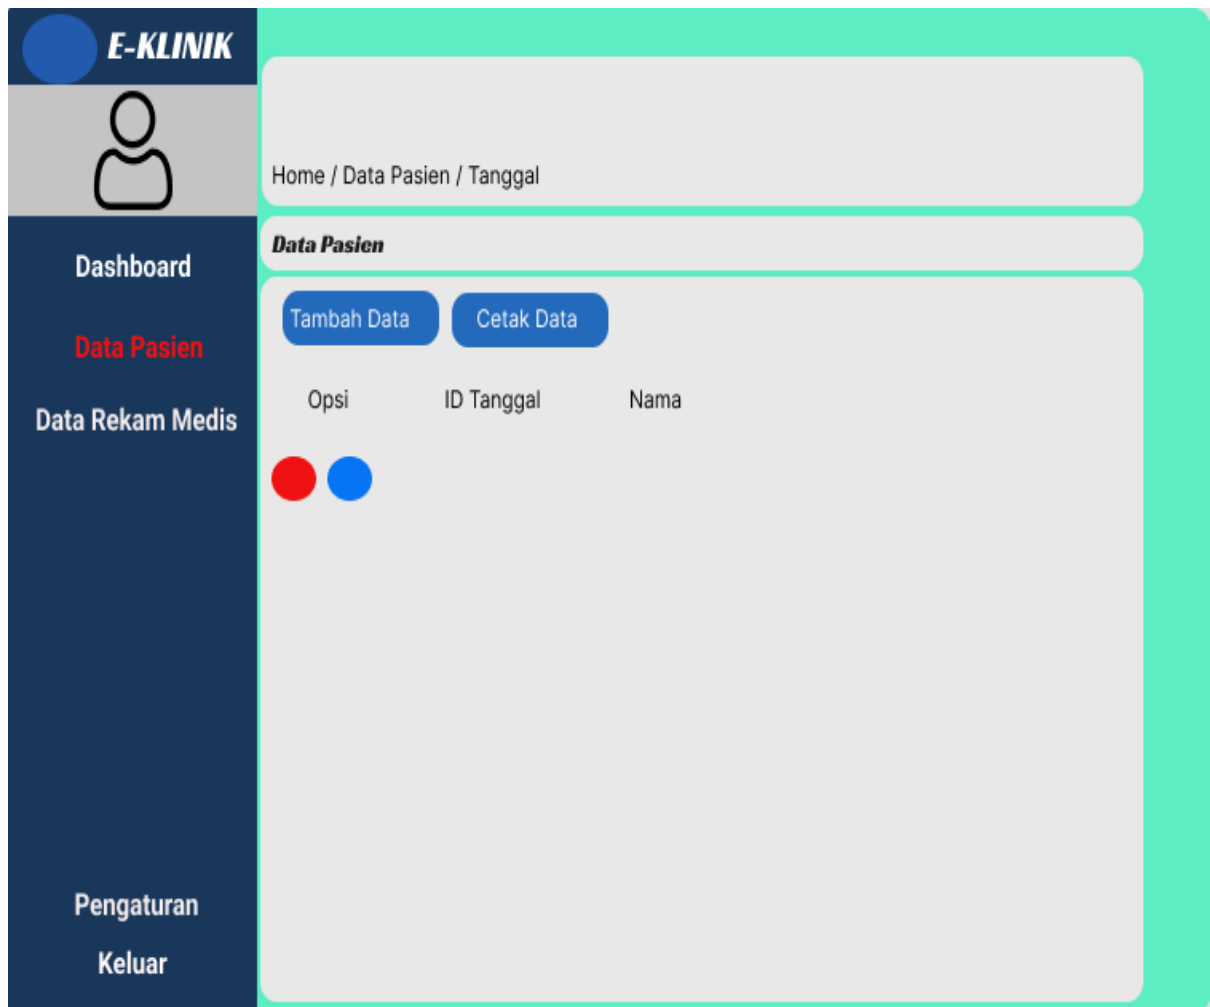 E-KLINIK
Dashboard
Data Pasien
Data Rekam Medis
Pengaturan
Keluar
Home / Data Pasien / Tanggal
Data Pasien
Tambah Data
Cetak Data
Opsi ID Tanggal Nama